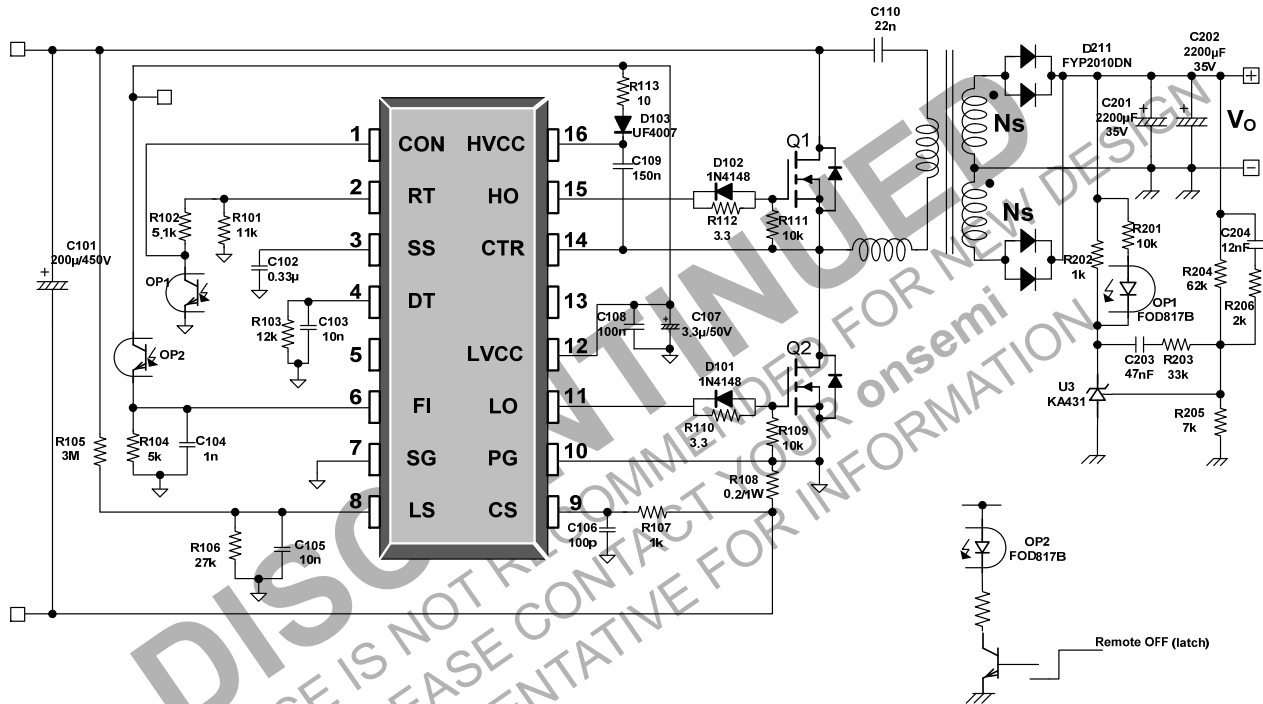 C110
22n
D211
FYP2010DN
C202
2200µF
35V
R113
10
D103
UF4007
1 CON HVCC 16
C109
150n
Q1
Ns
C201
2200µF
35V
VO
D102
1N4148
2 RT HO 15
R102
5.1k
R101
11k
R112
3.3
R111
10k
Ns
R201
10k
C204
12nF
C101
200µ/450V
3 SS CTR 14
C102
0.33µ
R202
1k
R204
62k
OP1
OP1
FOD817B
R206
2k
4 DT 13
R103
12k
C103
10n
C108
100n
C107
3.3µ/50V
OP2
5 LVCC 12
Q2
C203
47nF
R203
33k
D101
1N4148
U3
KA431
6 FI LO 11
R110
3.3
R109
10k
R205
7k
R105
3M
R104
5k
C104
1n
7 SG PG 10
R108
0.2/1W
8 LS CS 9
C106
100p
R107
1k
R106
27k
C105
10n
OP2
FOD817B
Remote OFF (latch)
DISCONTINUED
CE IS NOT RECOMMENDED FOR NEW DESIGN
EASE CONTACT YOUR onsemi
ENTATIVE FOR INFORMATION